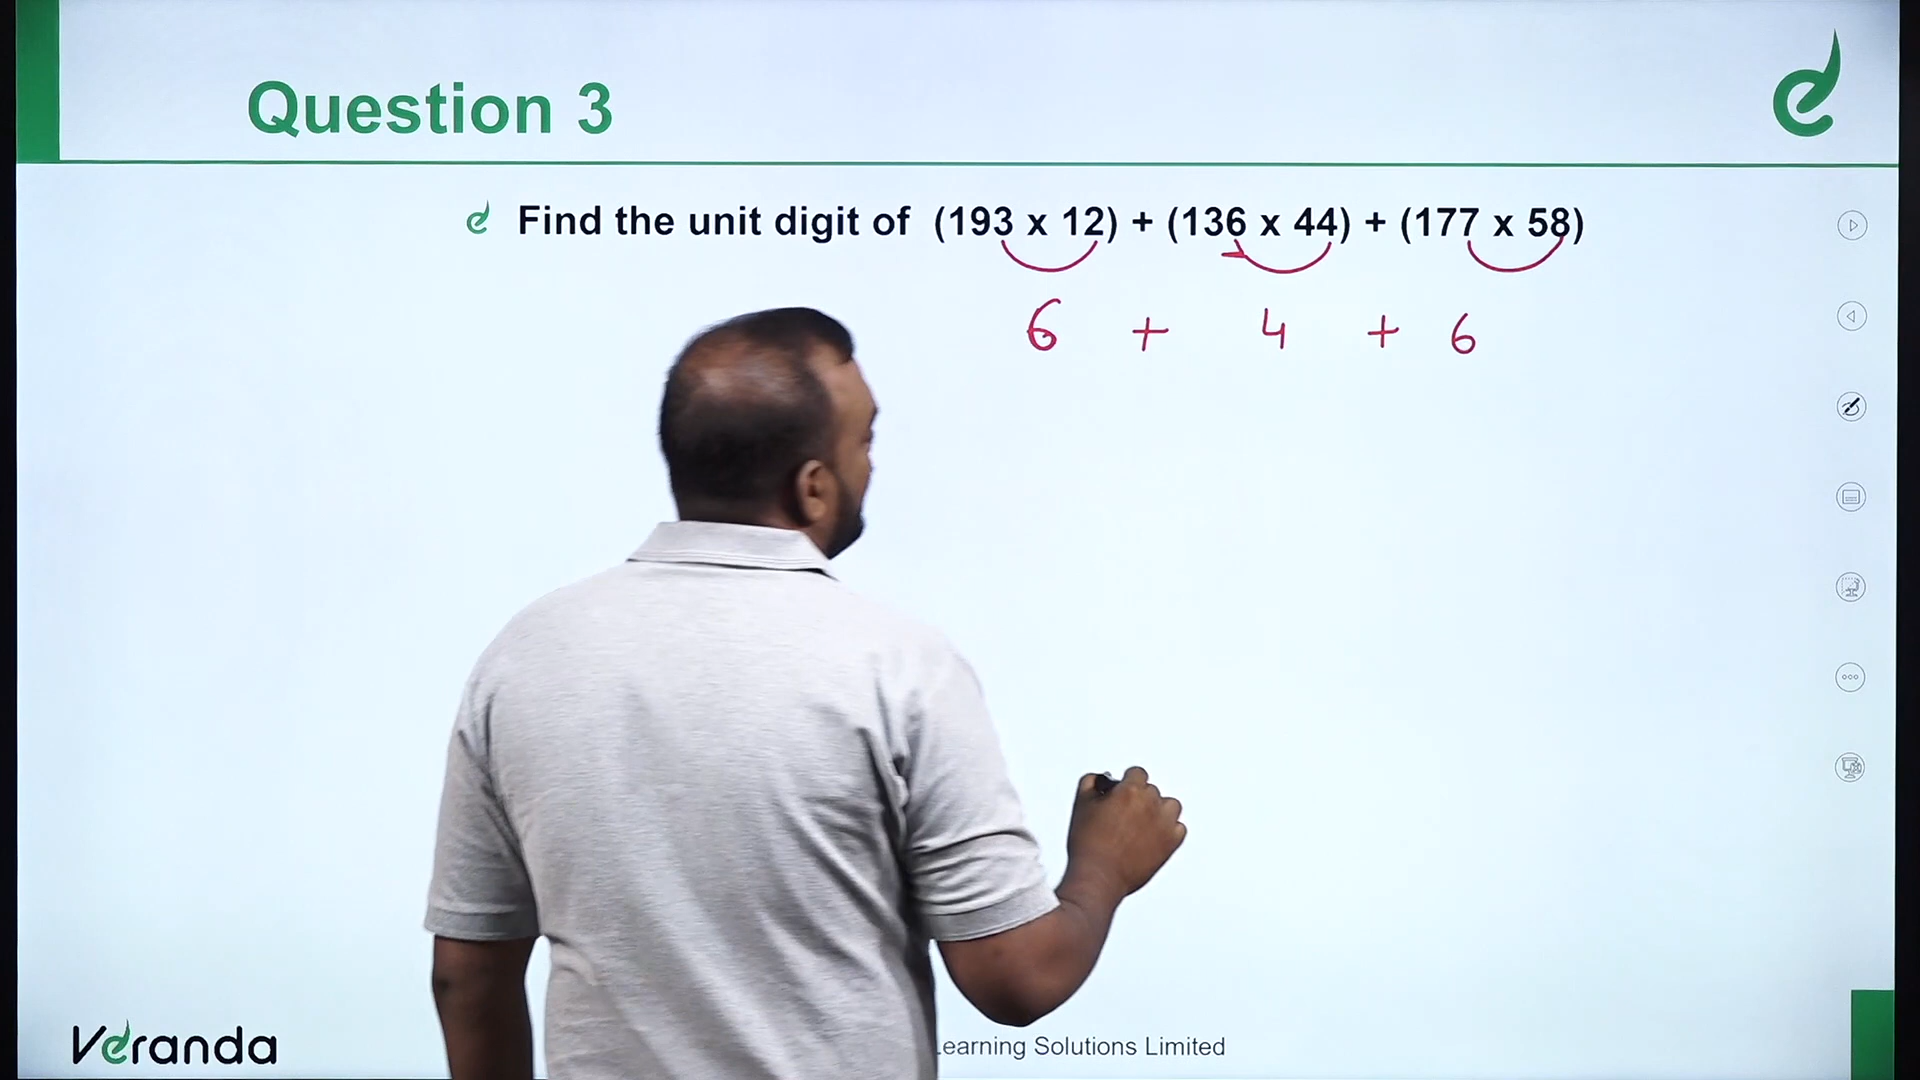 Question 3
Find the unit digit of (193 x 12) + (136 x 44) + (177 x 58)
6 + 4 + 6
Veranda
Learning Solutions Limited